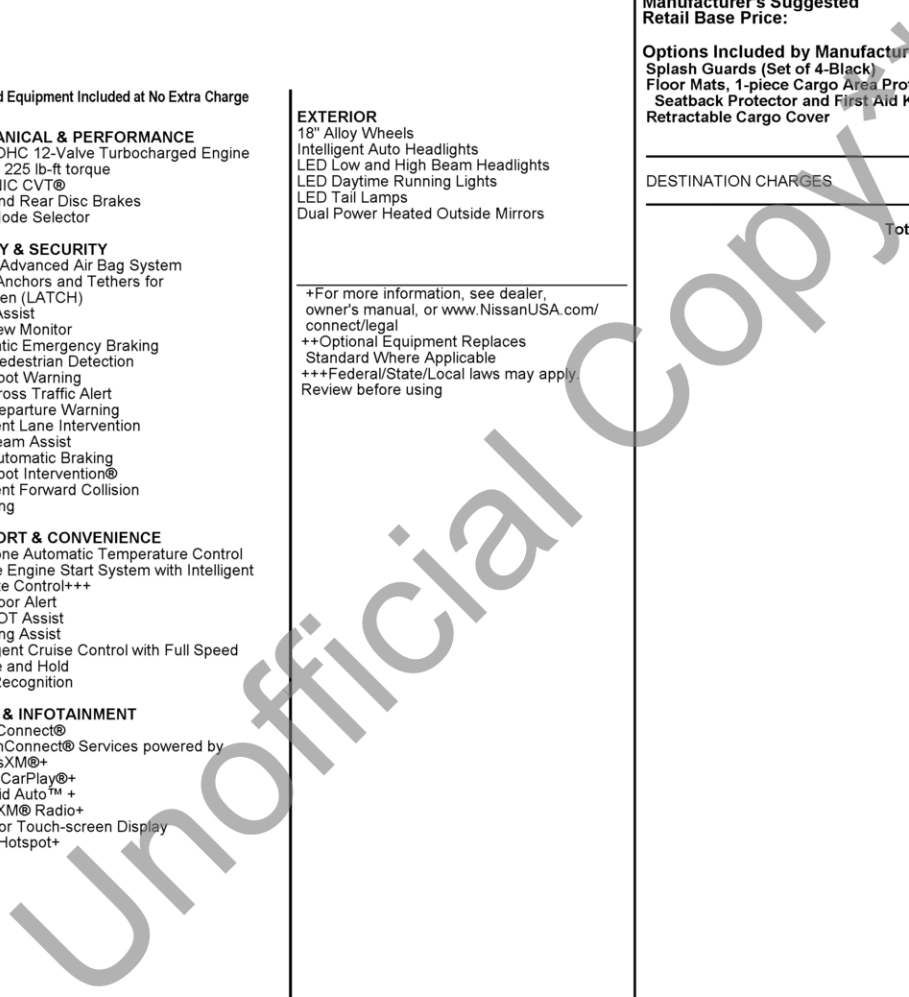 d Equipment Included at No Extra Charge
ANICAL & PERFORMANCE
OHC 12-Valve Turbocharged Engine
225 lb-ft torque
NIC CVT®
nd Rear Disc Brakes
lode Selector
Y & SECURITY
Advanced Air Bag System
Anchors and Tethers for
en (LATCH)
Assist
ew Monitor
tic Emergency Braking
edestrian Detection
pot Warning
ross Traffic Alert
eparture Warning
ent Lane Intervention
eam Assist
utomatic Braking
pot Intervention®
ent Forward Collision
ng
ORT & CONVENIENCE
one Automatic Temperature Control
e Engine Start System with Intelligent
te Control+++
oor Alert
OT Assist
ng Assist
gent Cruise Control with Full Speed
e and Hold
Recognition
& INFOTAINMENT
Connect®
nConnect® Services powered by
sXM®+
CarPlay®+
id Auto™ +
XM® Radio+
or Touch-screen Display
Hotspot+
EXTERIOR
18" Alloy Wheels
Intelligent Auto Headlights
LED Low and High Beam Headlights
LED Daytime Running Lights
LED Tail Lamps
Dual Power Heated Outside Mirrors
+For more information, see dealer,
owner's manual, or www.NissanUSA.com/
connect/legal
++Optional Equipment Replaces
Standard Where Applicable
+++Federal/State/Local laws may apply.
Review before using
Manufacturer's Suggested
Retail Base Price:
Options Included by Manufactur
Splash Guards (Set of 4-Black)
Floor Mats, 1-piece Cargo Area Pro
Seatback Protector and First Aid K
Retractable Cargo Cover
DESTINATION CHARGES
Tot
Unofficial Copy**